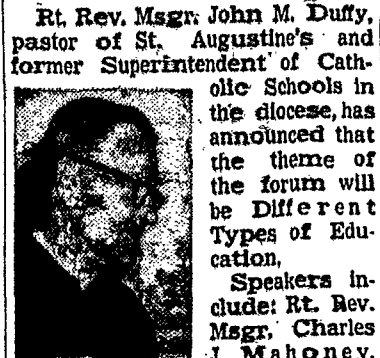 Rt. Rev. Msgr. John M. Duffy,
pastor of St. Augustine's and
former Superintendent of Cath-
olic Schools in
the diocese, has
announced that
the theme of
the forum will
be Different
Types of Edu-
cation,
Speakers in-
clude: Rt. Rev.
Msgr. Charles
J. Mahoney,